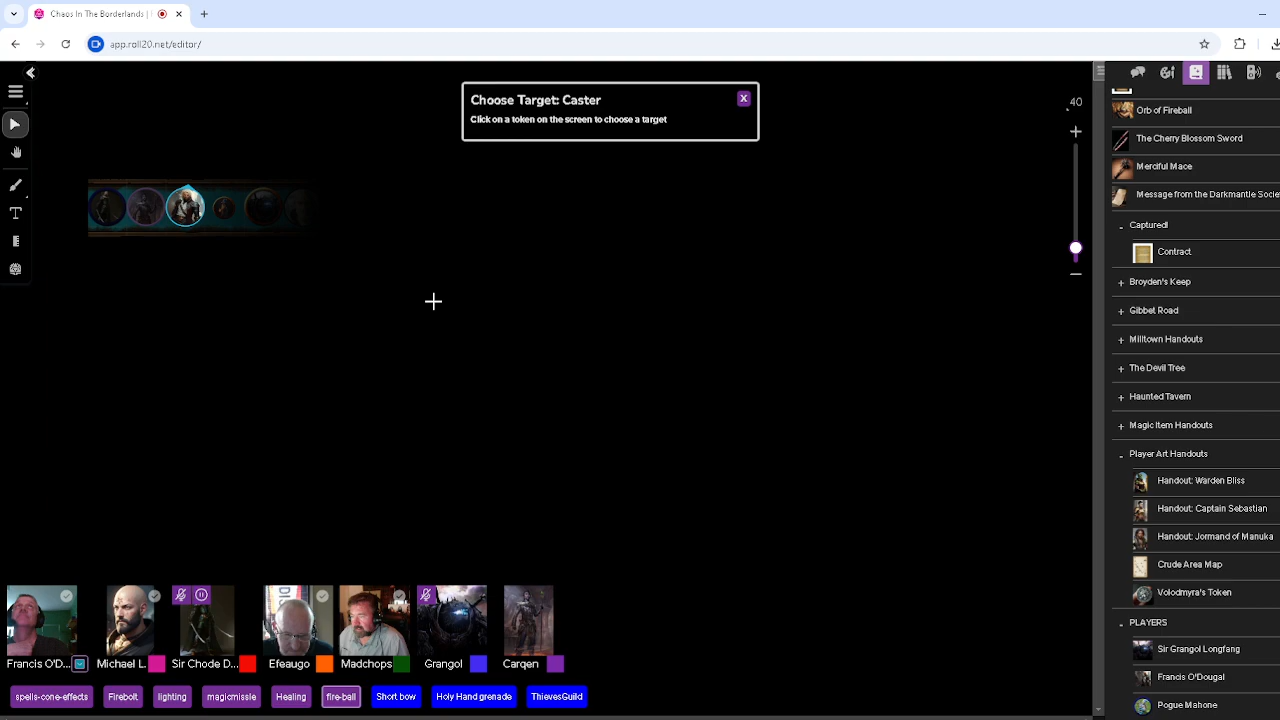 Chaos In The Borderlands |
app.roll20.net/editor/
Choose Target: Caster
X
Click on a token on the screen to choose a target
40
Orb of Fireball
The Cherry Blossom Sword
Merciful Mace
Message from the Darkmantle Socie
- Captured!
Contract
+ Broyden's Keep
+ Gibbet Road
+ Milltown Handouts
+ The Devil Tree
+ Haunted Tavern
+ Magic Item Handouts
- Player Art Handouts
Handout: Warden Bliss
Handout: Captain Sebastian
Handout: Jormand of Manuka
Crude Area Map
Volodmyra's Token
- PLAYERS
Sir Grangol Longfang
Francis O'Dougal
Pogue Mahone
Francis O'D...
Michael L.
Sir Chode D...
Efeaugo
Madchops
Grangol
Carqen
spells-cone-effects
Firebolt
lighting
magicmissle
Healing
fire-ball
Short bow
Holy Hand grenade
ThievesGuild